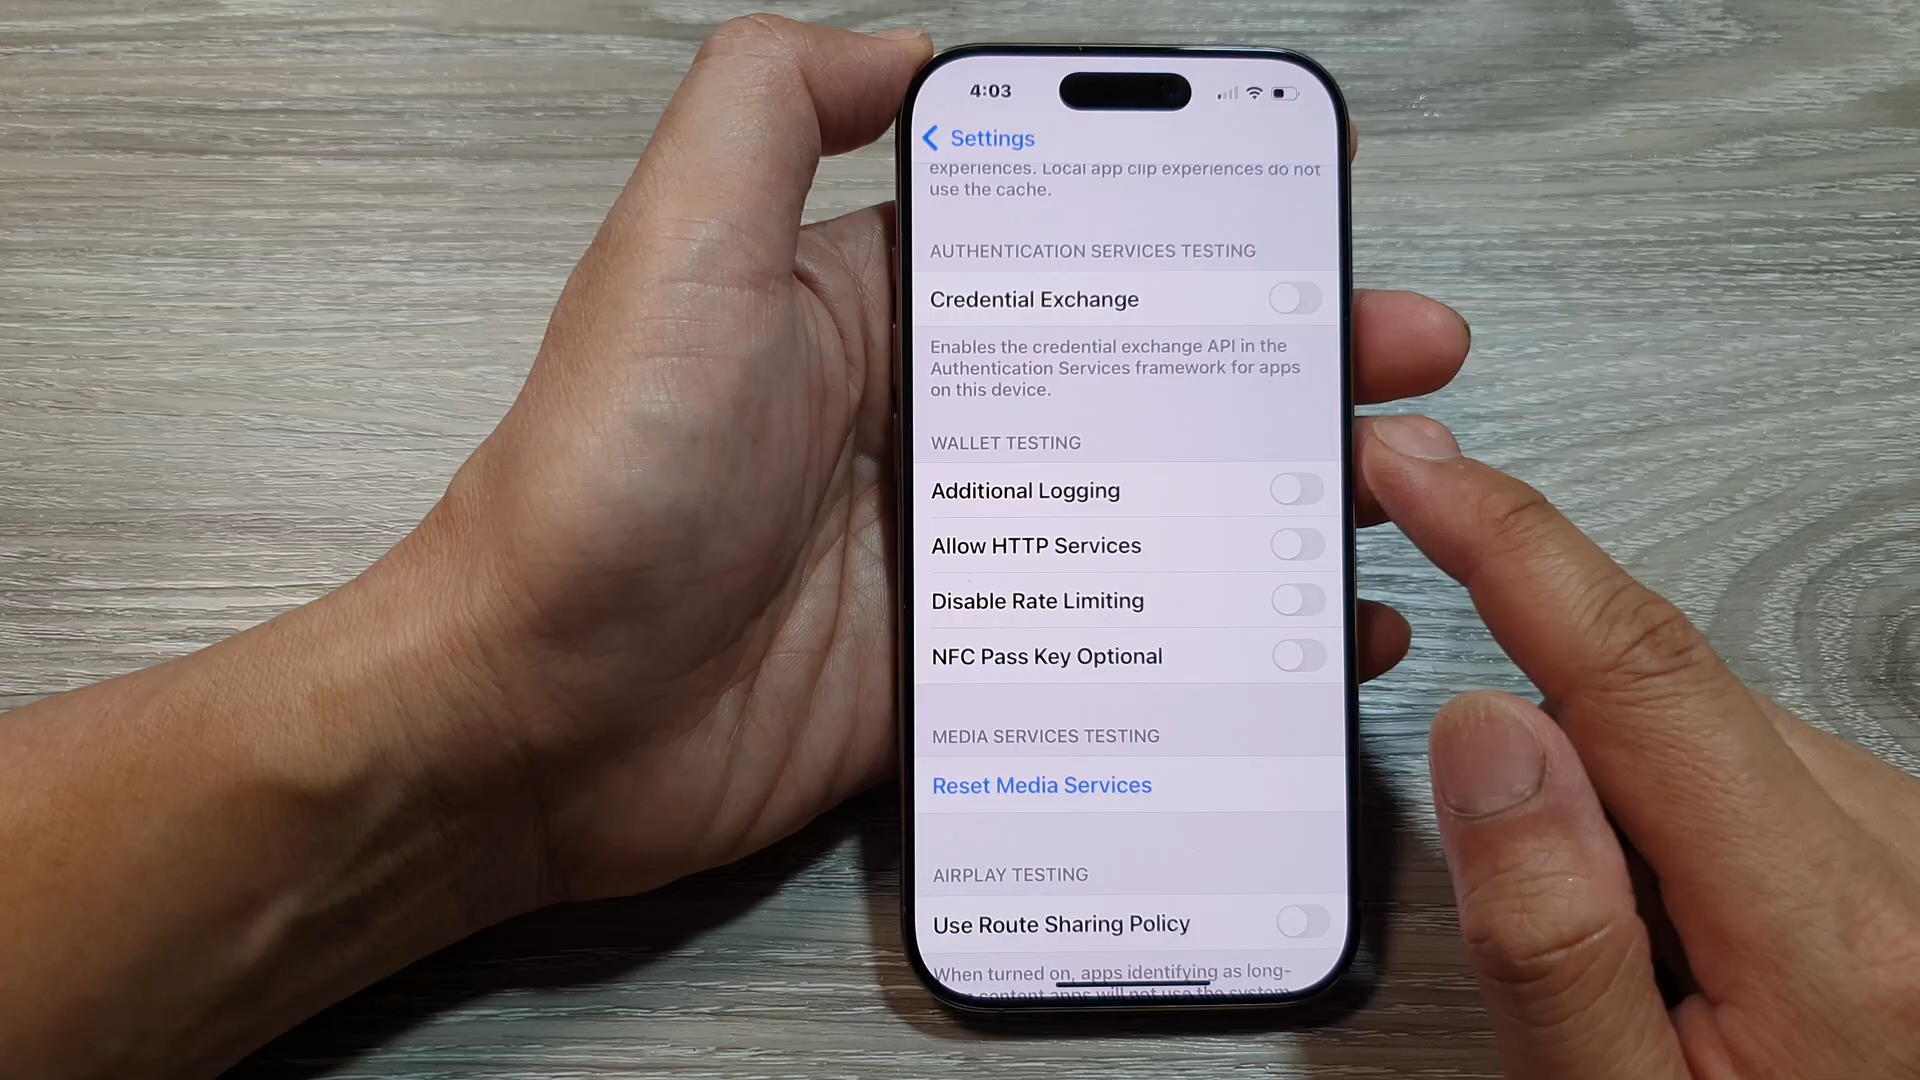 4:03
Settings
experiences. Local app clip experiences do not
use the cache.
AUTHENTICATION SERVICES TESTING
Credential Exchange
Enables the credential exchange API in the
Authentication Services framework for apps
on this device.
WALLET TESTING
Additional Logging
Allow HTTP Services
Disable Rate Limiting
NFC Pass Key Optional
MEDIA SERVICES TESTING
Reset Media Services
AIRPLAY TESTING
Use Route Sharing Policy
When turned on, apps identifying as long-
content apps will not use the system